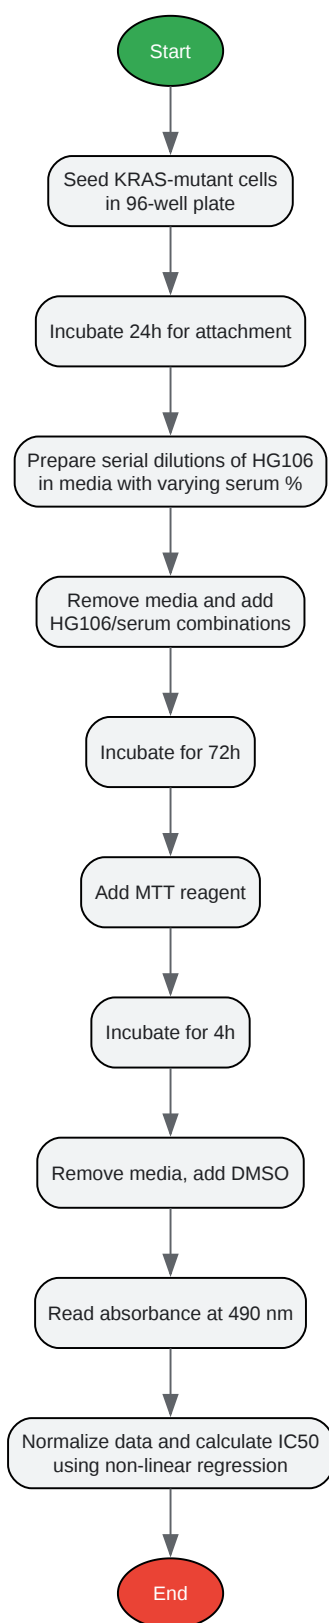 Start
Seed KRAS-mutant cells
in 96-well plate
Incubate 24h for attachment
Prepare serial dilutions of HG106
in media with varying serum %
Remove media and add
HG106/serum combinations
Incubate for 72h
Add MTT reagent
Incubate for 4h
Remove media, add DMSO
Read absorbance at 490 nm
Normalize data and calculate IC50
using non-linear regression
End